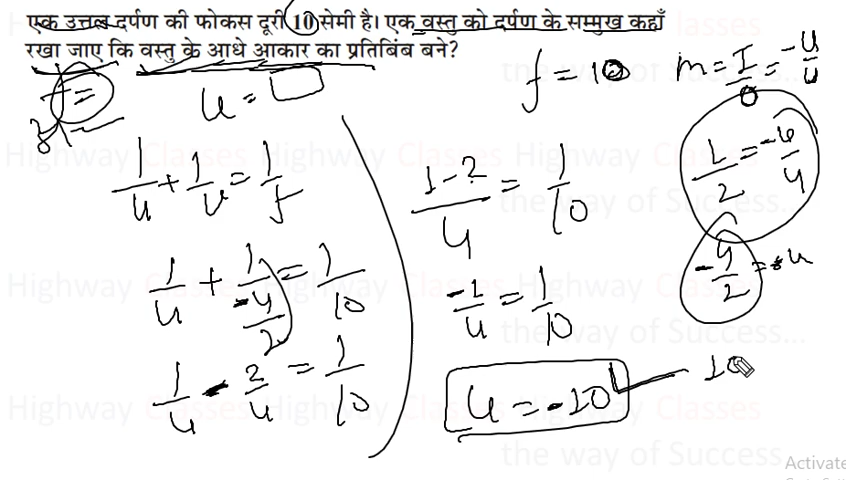 एक उत्तल दर्पण की फोकस दूरी 10 सेमी है। एक वस्तु को दर्पण के सम्मुख कहाँ
रखा जाए कि वस्तु के आधे आकार का प्रतिबिंब बने?
f =
u =
f = 10
m = I/O = -v/u
1/u + 1/v = 1/f
1-2/u = 1/10
1/2 = -v/u
1/u + 1/-u/2 = 1/10
-1/u = 1/10
-u/2 = v
1/u - 2/u = 1/10
u = -10
10
Highway Classes
the way of Success...
Activate